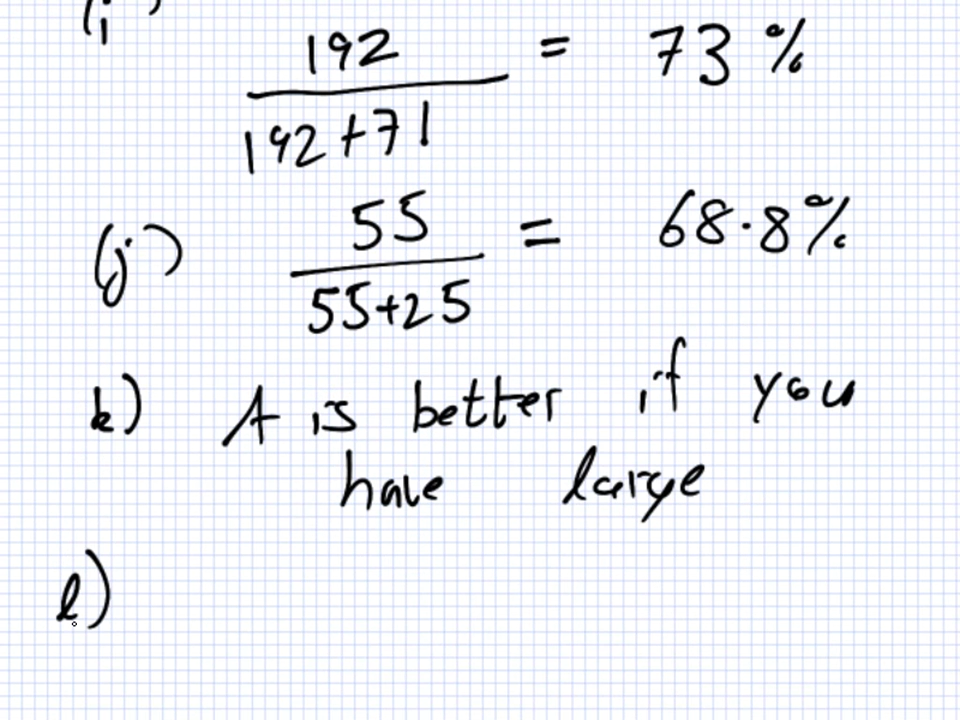 (i)
192 / 192+71 = 73 %
(j) 55 / 55+25 = 68.8%
k) A is better if you
have large
l)